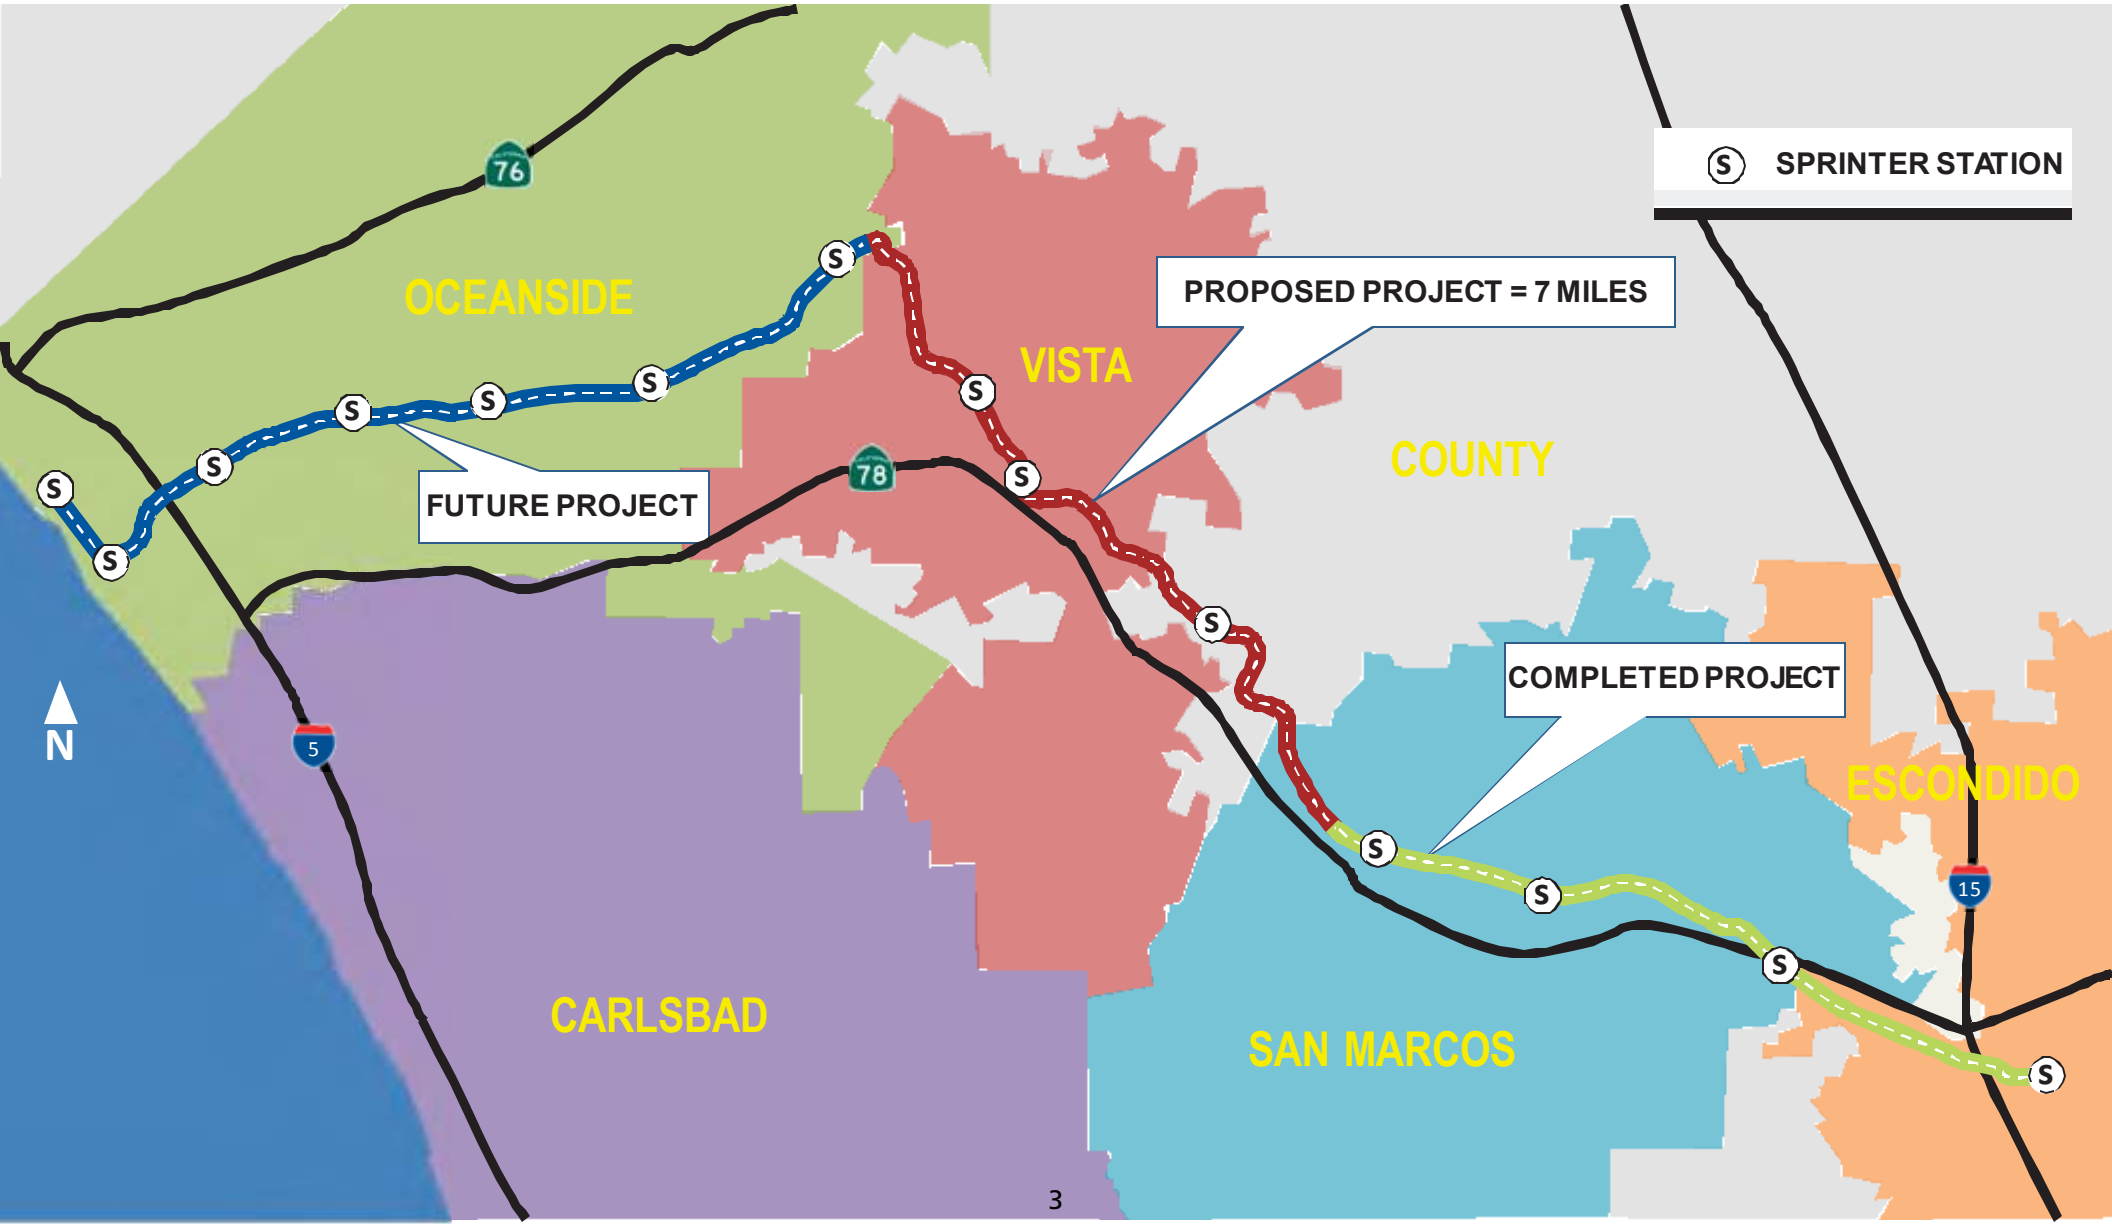 76
S SPRINTER STATION
S
OCEANSIDE
PROPOSED PROJECT = 7 MILES
VISTA
S
S
S
S
COUNTY
S
78
S
S
FUTURE PROJECT
S
S
S
COMPLETED PROJECT
N
5
ESCONDIDO
S
15
S
S
CARLSBAD
SAN MARCOS
S
3